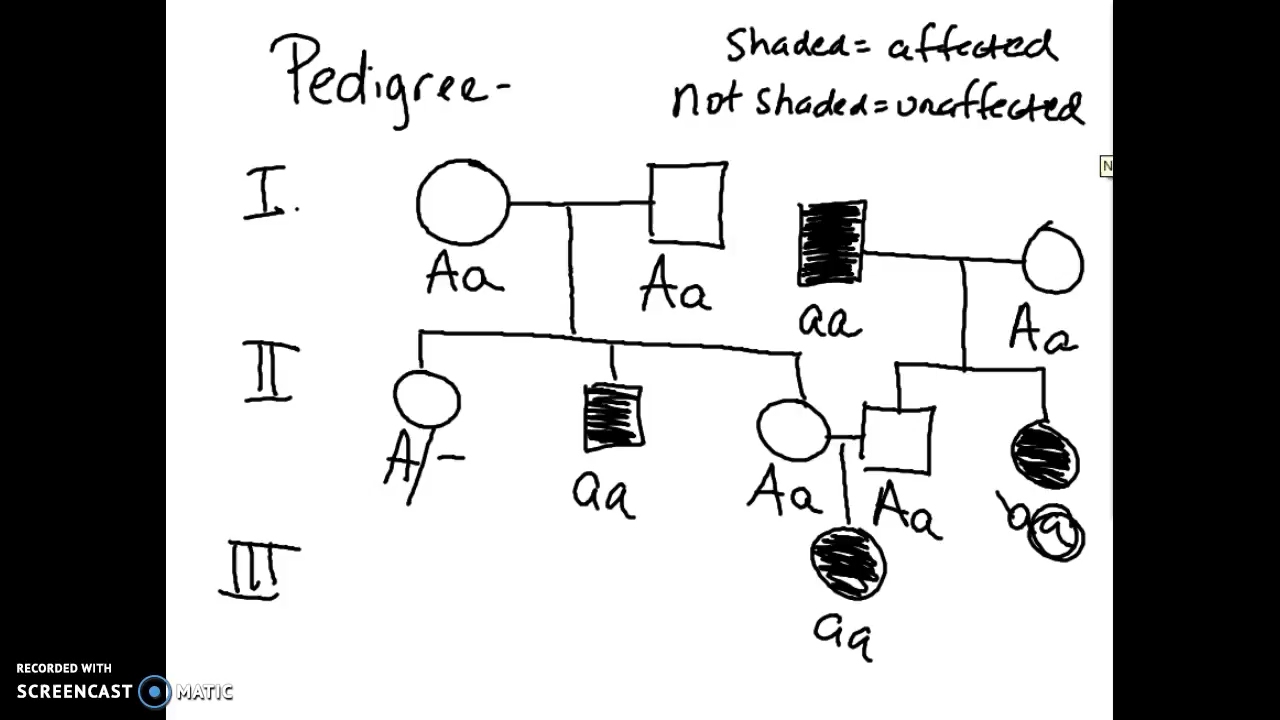 Shaded = affected
Pedigree-
not shaded = unaffected
N
I.
Aa
Aa
aa
Aa
II
A/-
aa
Aa
Aa
aa
III
aa
RECORDED WITH
SCREENCAST MATIC